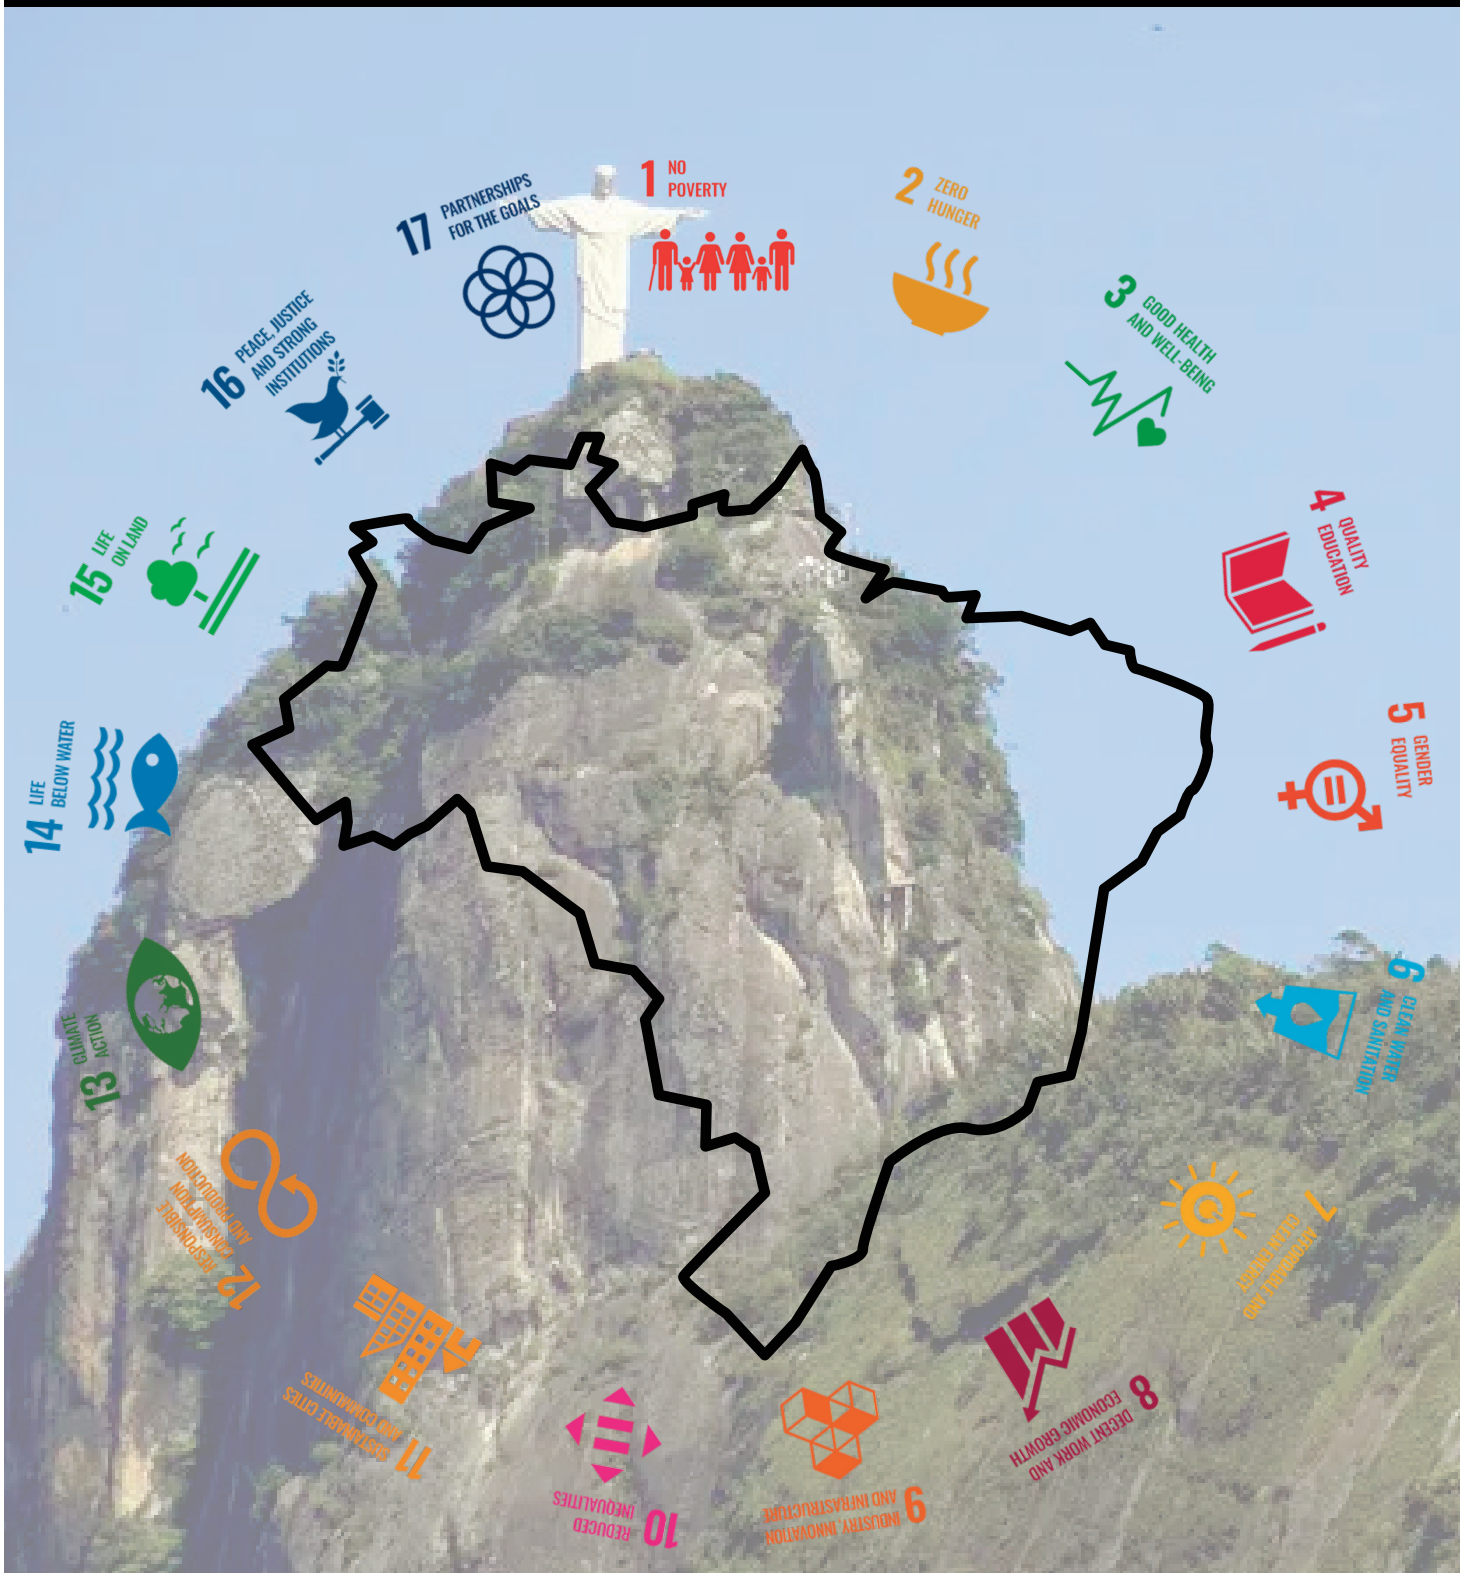 1 NO
POVERTY
2 ZERO
HUNGER
3 GOOD HEALTH
AND WELL-BEING
4 QUALITY
EDUCATION
5 GENDER
EQUALITY
6 CLEAN WATER
AND SANITATION
7 AFFORDABLE AND
CLEAN ENERGY
8 DECENT WORK AND
ECONOMIC GROWTH
9 INDUSTRY, INNOVATION
AND INFRASTRUCTURE
10 REDUCED
INEQUALITIES
11 SUSTAINABLE CITIES
AND COMMUNITIES
12 RESPONSIBLE
CONSUMPTION
AND PRODUCTION
13 CLIMATE
ACTION
14 LIFE
BELOW WATER
15 LIFE
ON LAND
16 PEACE, JUSTICE
AND STRONG
INSTITUTIONS
17 PARTNERSHIPS
FOR THE GOALS